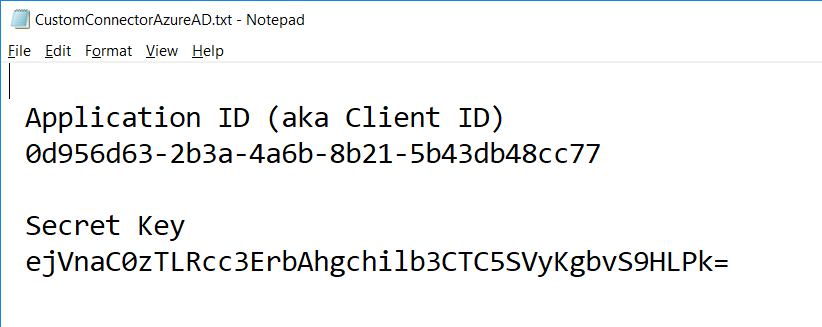 CustomConnectorAzureAD.txt - Notepad
File Edit Format View Help
Application ID (aka Client ID)
0d956d63-2b3a-4a6b-8b21-5b43db48cc77
Secret Key
ejVnaC0zTLRcc3ErbAhgchilb3CTC5SVyKgbvS9HLPk=